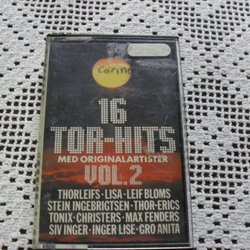 Carine
16
TOR-HITS
MED ORIGINALARTISTER
VOL. 2
THORLEIFS · LISA · LEIF BLOMS
STEIN INGEBRIGTSEN · THOR-ERICS
TONIX · CHRISTERS · MAX FENDERS
SIV INGER · INGER LISE · GRO ANITA